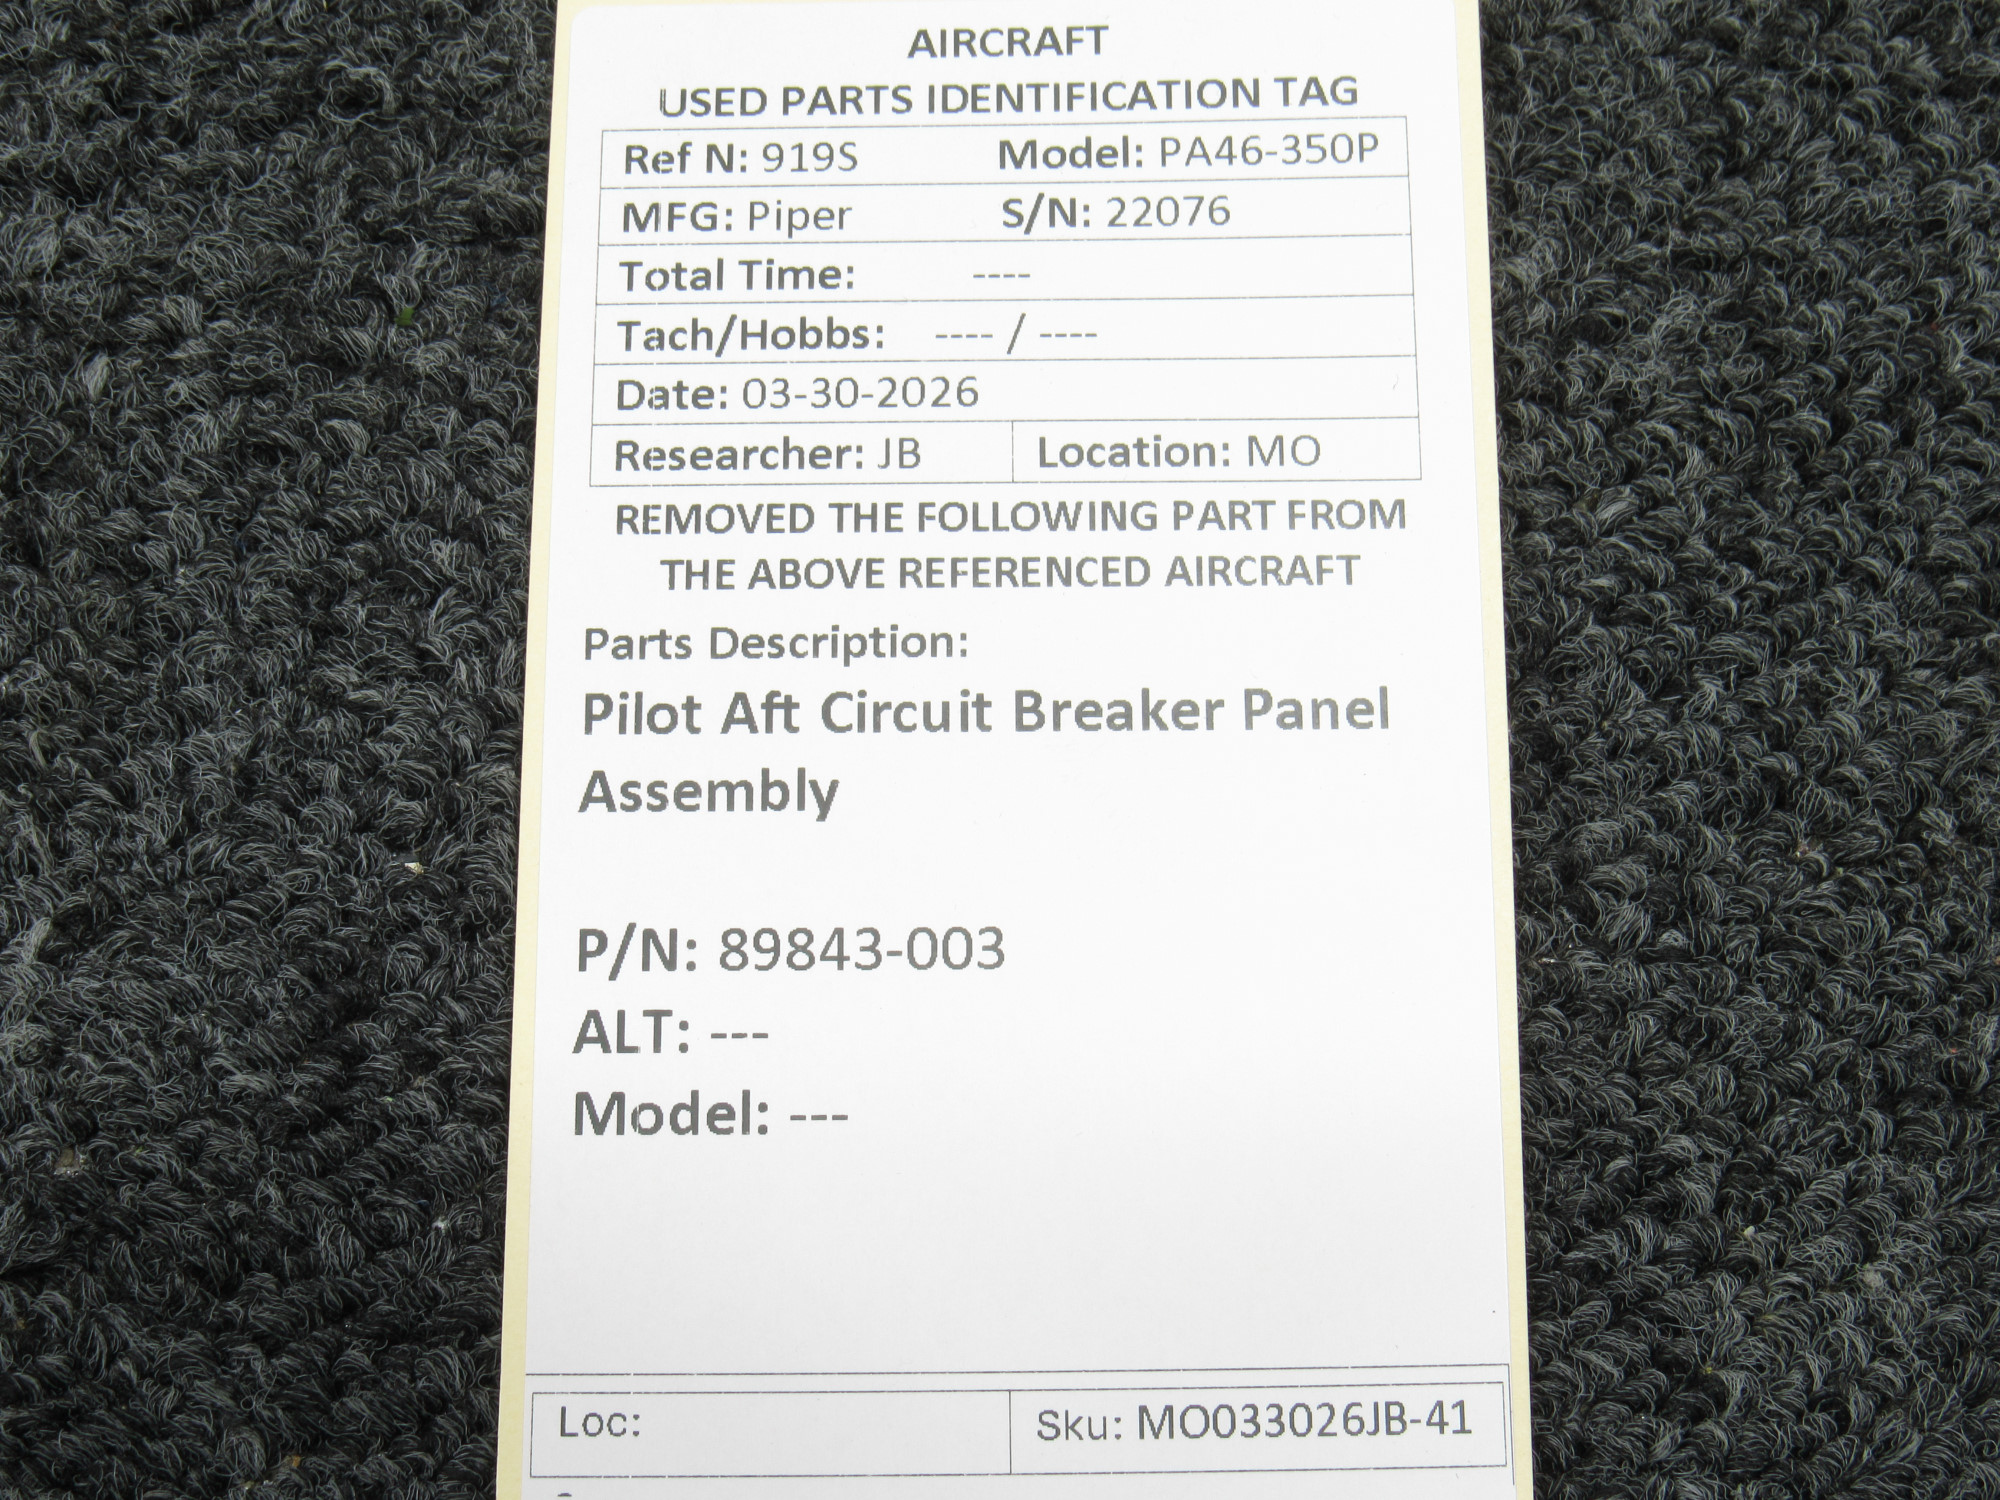 AIRCRAFT
USED PARTS IDENTIFICATION TAG
Ref N: 919S Model: PA46-350P
MFG: Piper S/N: 22076
Total Time: ----
Tach/Hobbs: ---- / ----
Date: 03-30-2026
Researcher: JB Location: MO
REMOVED THE FOLLOWING PART FROM
THE ABOVE REFERENCED AIRCRAFT
Parts Description:
Pilot Aft Circuit Breaker Panel
Assembly
P/N: 89843-003
ALT: ---
Model: ---
Loc: Sku: MO033026JB-41